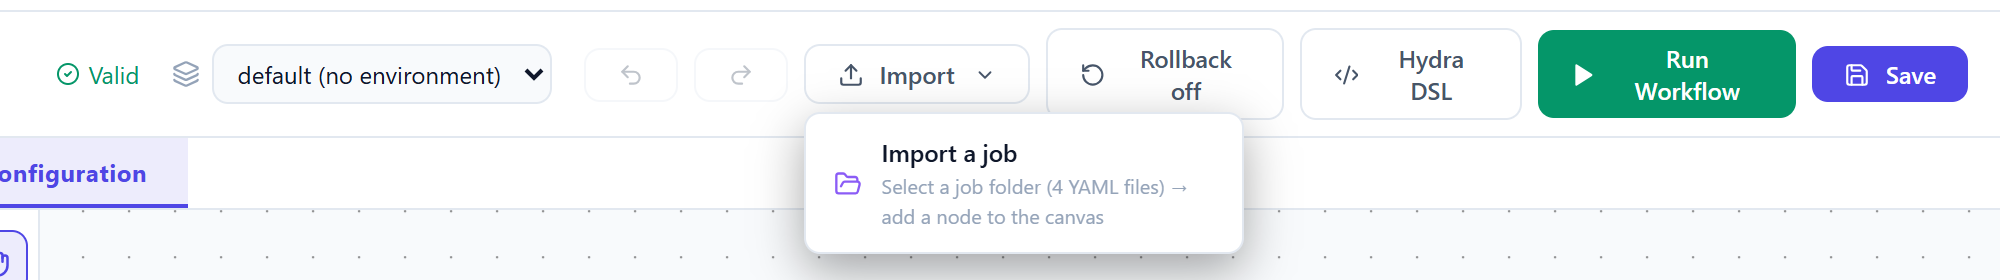 Valid
default (no environment)
Import
Rollback
off
Hydra
DSL
Run
Workflow
Save
onfiguration
Import a job
Select a job folder (4 YAML files) →
add a node to the canvas